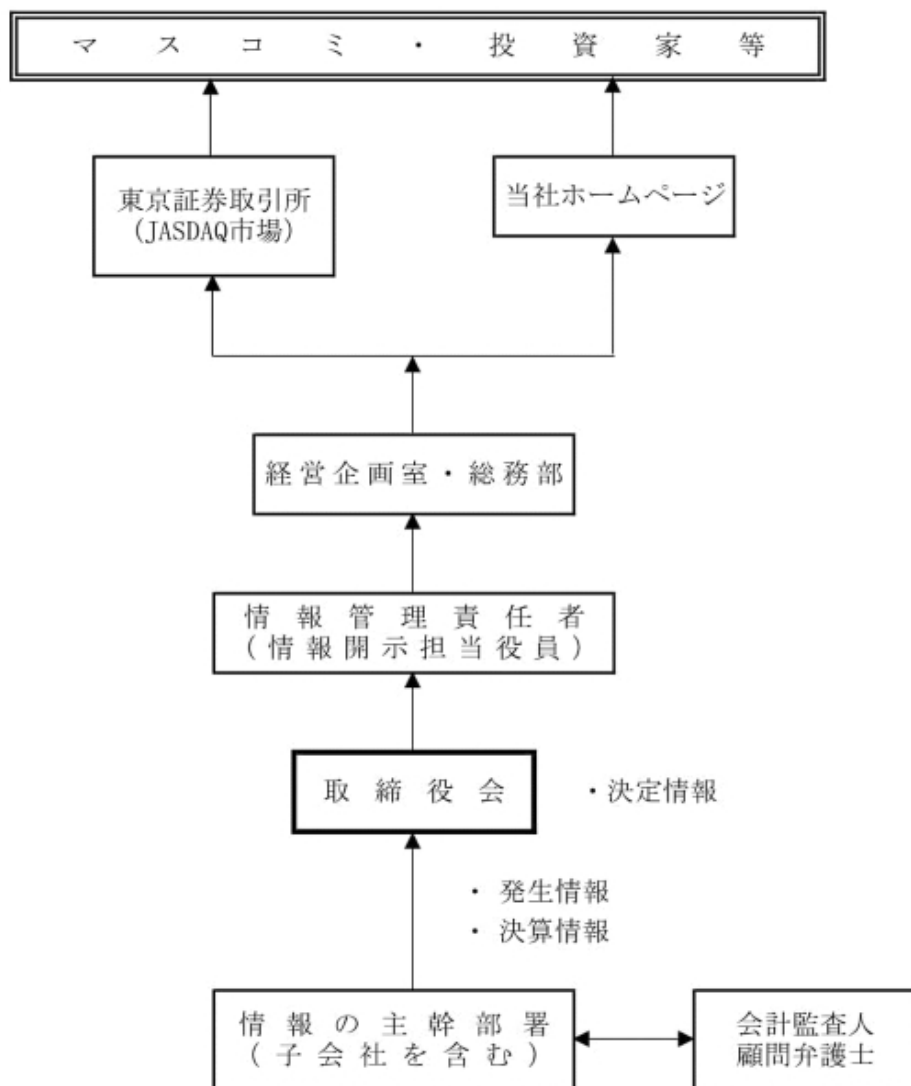 マスコミ・投資家等
東京証券取引所
（JASDAQ市場）
当社ホームページ
経営企画室・総務部
情報管理責任者
（情報開示担当役員）
取締役会
・決定情報
・発生情報
・決算情報
情報の主幹部署
（子会社を含む）
会計監査人
顧問弁護士